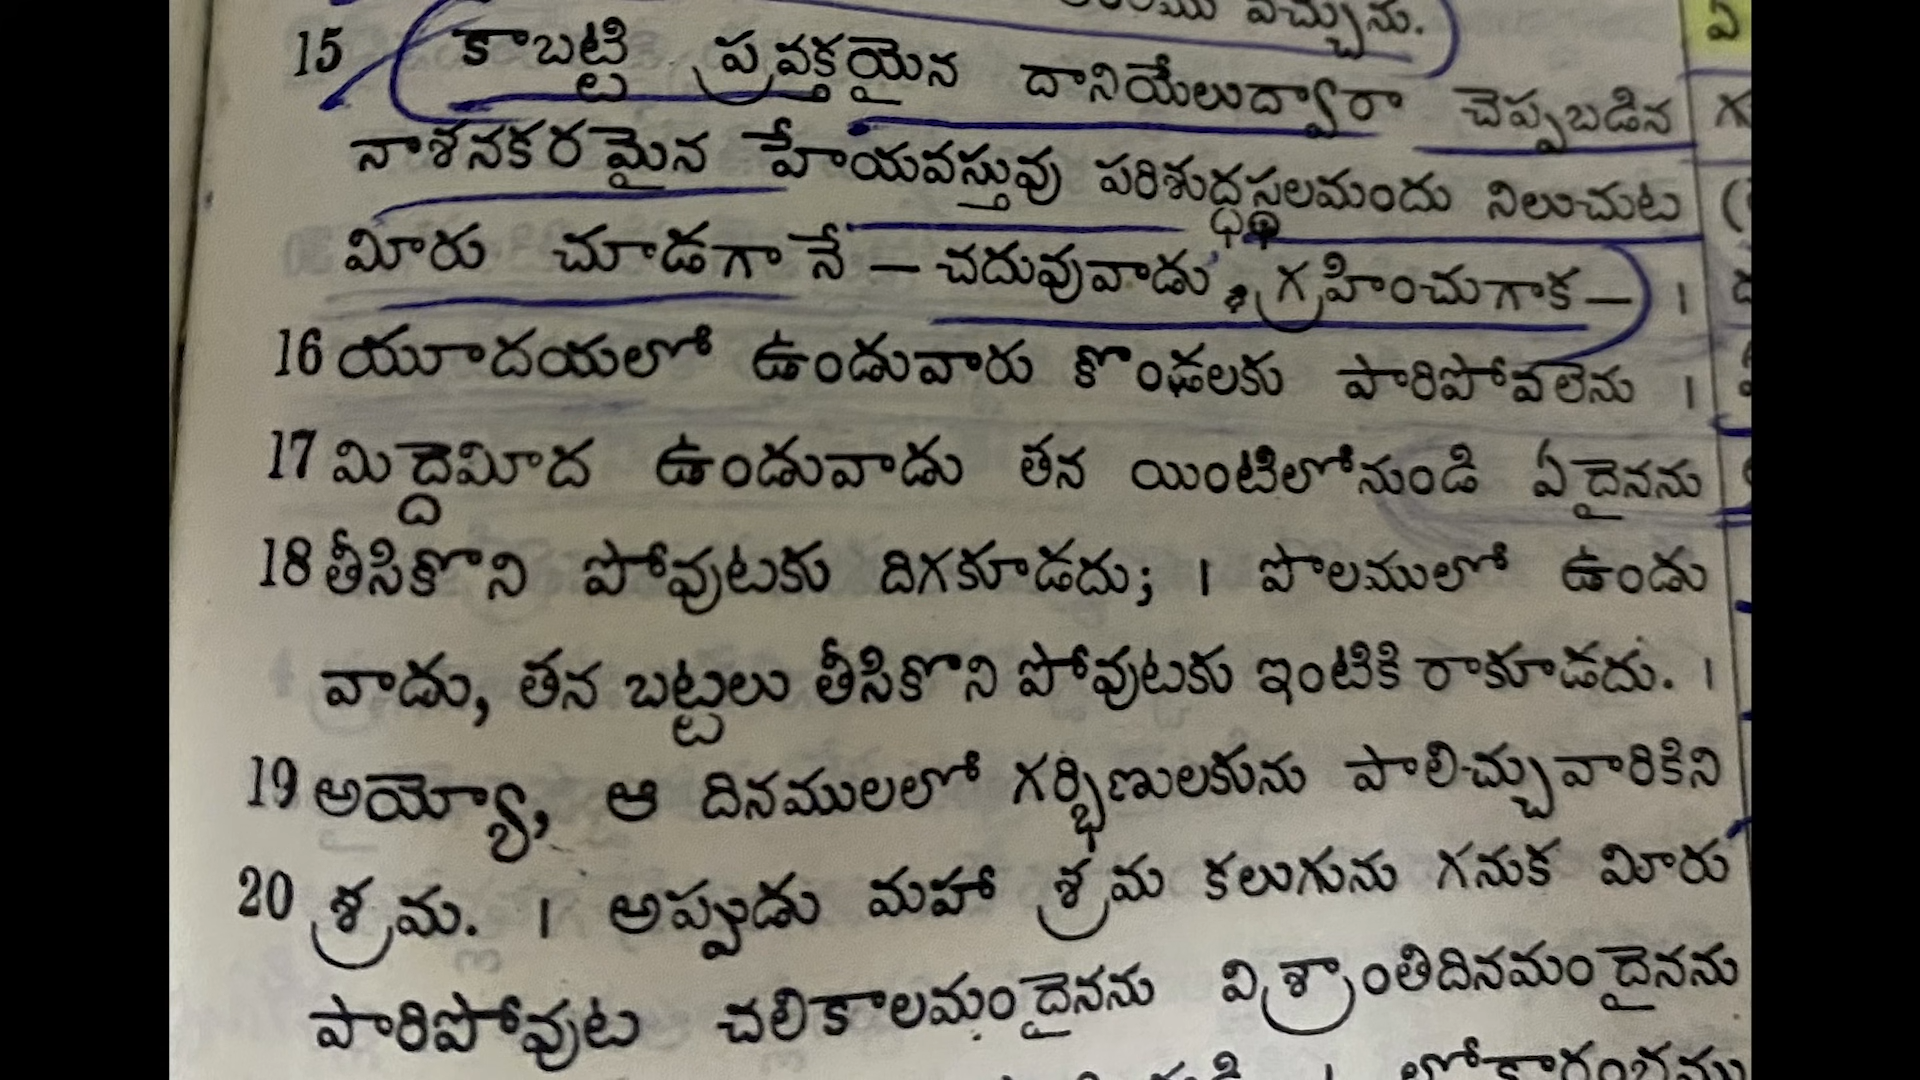 వచ్చును.
15 కాబట్టి ప్రవక్తయైన దానియేలుద్వారా చెప్పబడిన
నాశనకరమైన హేయవస్తువు పరిశుద్ధస్థలమందు నిలుచుట
మీరు చూడగానే — చదువువాడు గ్రహించుగాక — ।
16 యూదయలో ఉండువారు కొండలకు పారిపోవలెను ।
17 మిద్దెమీద ఉండువాడు తన యింటిలోనుండి ఏదైనను
18 తీసికొని పోవుటకు దిగకూడదు; । పొలములో ఉండు
వాడు, తన బట్టలు తీసికొని పోవుటకు ఇంటికి రాకూడదు. ।
19 అయ్యో, ఆ దినములలో గర్భిణులకును పాలిచ్చువారికిని
20 శ్రమ. । అప్పుడు మహా శ్రమ కలుగును గనుక మీరు
పారిపోవుట చలికాలమందైనను విశ్రాంతిదినమందైనను
లోకారంభము